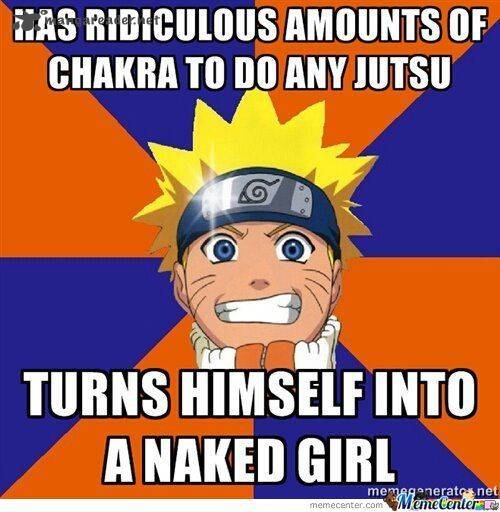 HAS RIDICULOUS AMOUNTS OF
CHAKRA TO DO ANY JUTSU
TURNS HIMSELF INTO
A NAKED GIRL
memegenerator.net
memecenter.com MemeCenter